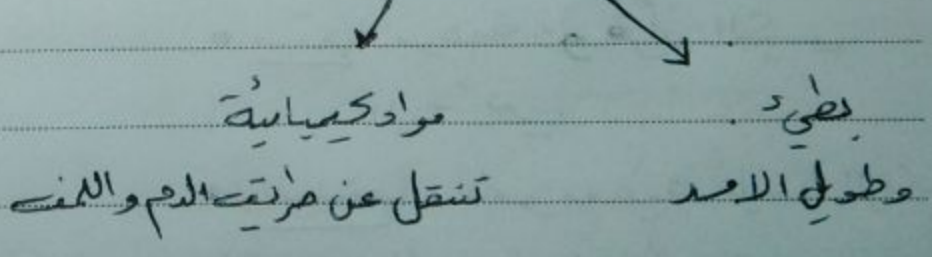 بطيء مواد كيميائية
وطويل الامد تنتقل عن طريق الدم واللمف